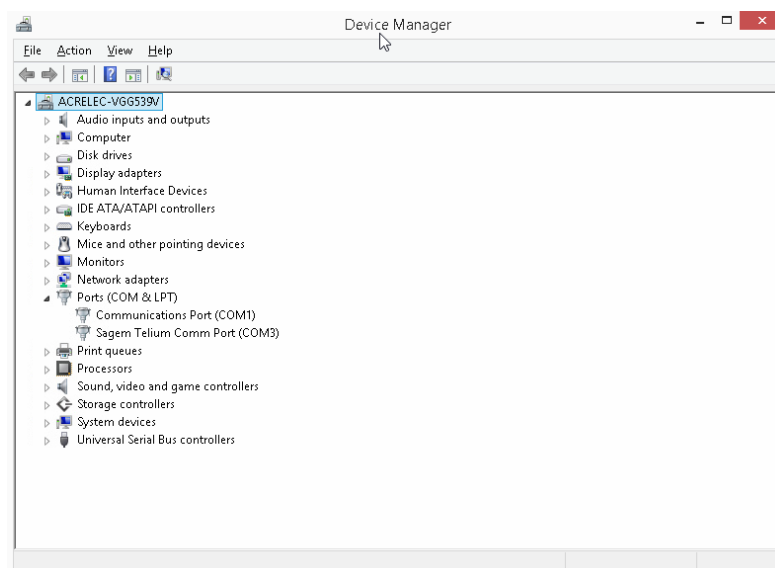 Device Manager
File Action View Help
ACRELEC-VGG539V
Audio inputs and outputs
Computer
Disk drives
Display adapters
Human Interface Devices
IDE ATA/ATAPI controllers
Keyboards
Mice and other pointing devices
Monitors
Network adapters
Ports (COM & LPT)
Communications Port (COM1)
Sagem Telium Comm Port (COM3)
Print queues
Processors
Sound, video and game controllers
Storage controllers
System devices
Universal Serial Bus controllers